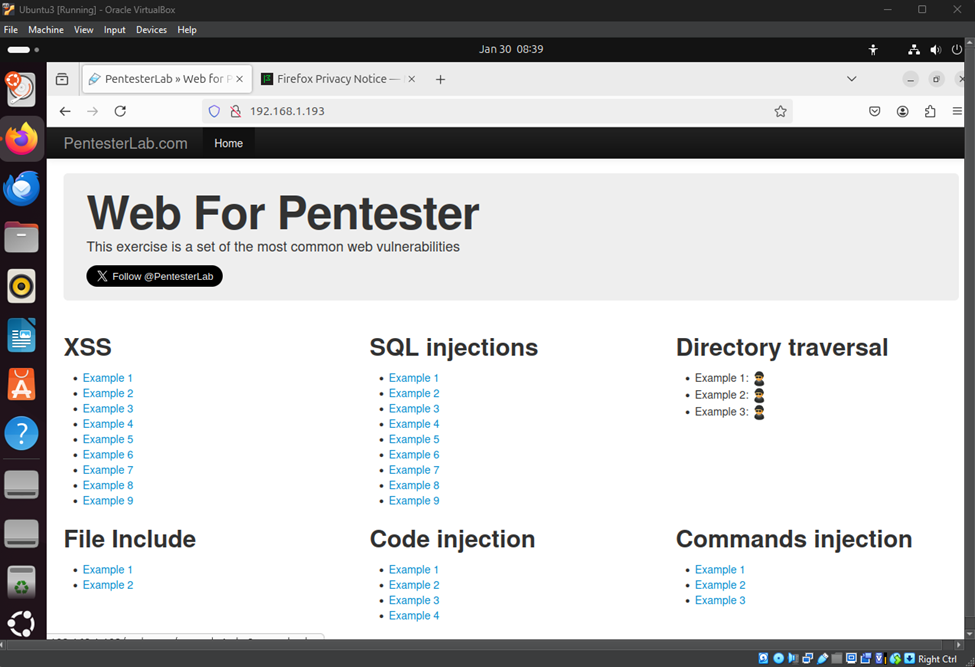 Ubuntu3 [Running] - Oracle VirtualBox
File Machine View Input Devices Help
Jan 30 08:39
PentesterLab » Web for P
Firefox Privacy Notice —
192.168.1.193
PentesterLab.com
Home
Web For Pentester
This exercise is a set of the most common web vulnerabilities
Follow @PentesterLab
XSS
Example 1
Example 2
Example 3
Example 4
Example 5
Example 6
Example 7
Example 8
Example 9
SQL injections
Example 1
Example 2
Example 3
Example 4
Example 5
Example 6
Example 7
Example 8
Example 9
Directory traversal
Example 1:
Example 2:
Example 3:
File Include
Example 1
Example 2
Code injection
Example 1
Example 2
Example 3
Example 4
Commands injection
Example 1
Example 2
Example 3
Right Ctrl